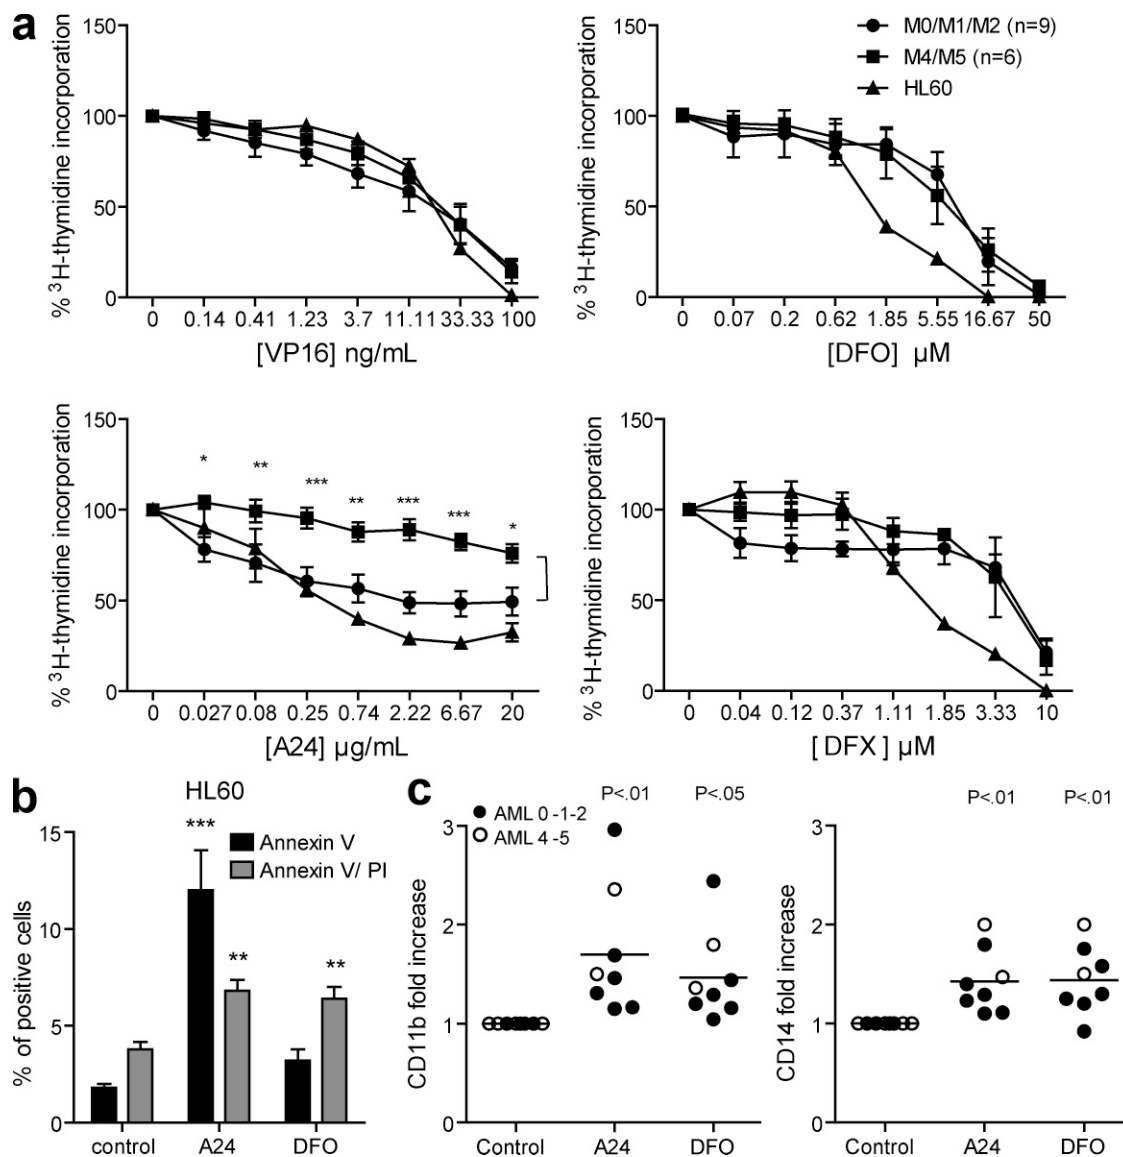 a
150
100
50
0
% ³H-thymidine incorporation
0 0.14 0.41 1.23 3.7 11.11 33.33 100
[VP16] ng/mL
150
100
50
0
% ³H-thymidine incorporation
M0/M1/M2 (n=9)
M4/M5 (n=6)
HL60
0 0.07 0.2 0.62 1.85 5.55 16.67 50
[DFO] µM
150
100
50
0
% ³H-thymidine incorporation
* ** *** ** *** *** *
0 0.027 0.08 0.25 0.74 2.22 6.67 20
[A24] µg/mL
150
100
50
0
% ³H-thymidine incorporation
0 0.04 0.12 0.37 1.11 1.85 3.33 10
[DFX] µM
b
HL60
15
10
5
0
% of positive cells
*** ** **
Annexin V
Annexin V/ PI
control A24 DFO
c
AML 0-1-2
AML 4-5
P<.01 P<.05
3
2
1
0
CD11b fold increase
Control A24 DFO
P<.01 P<.01
3
2
1
0
CD14 fold increase
Control A24 DFO